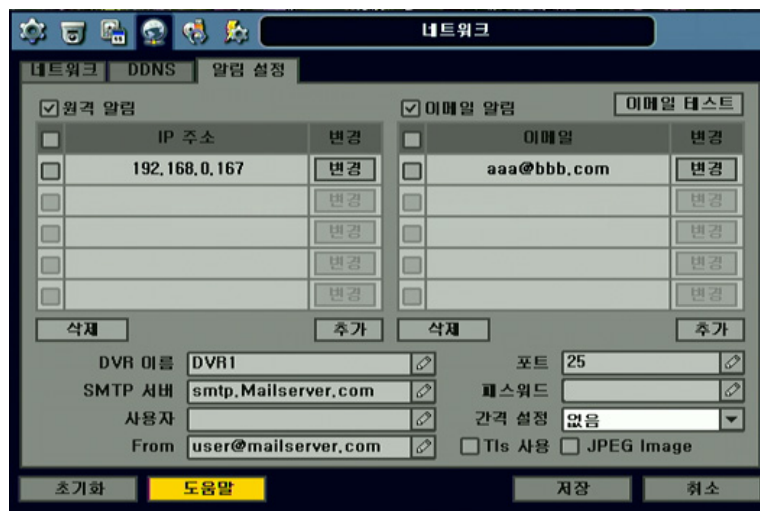 네트워크
네트워크 DDNS 알림 설정
원격 알림 이메일 알림 이메일 테스트
IP 주소 변경 이메일 변경
192.168.0.167 변경 aaa@bbb.com 변경
변경 변경
변경 변경
변경 변경
변경 변경
삭제 추가 삭제 추가
DVR 이름 DVR1 포트 25
SMTP 서버 smtp.Mailserver.com 패스워드
사용자 간격 설정 없음
From user@mailserver.com Tls 사용 JPEG Image
초기화 도움말 저장 취소